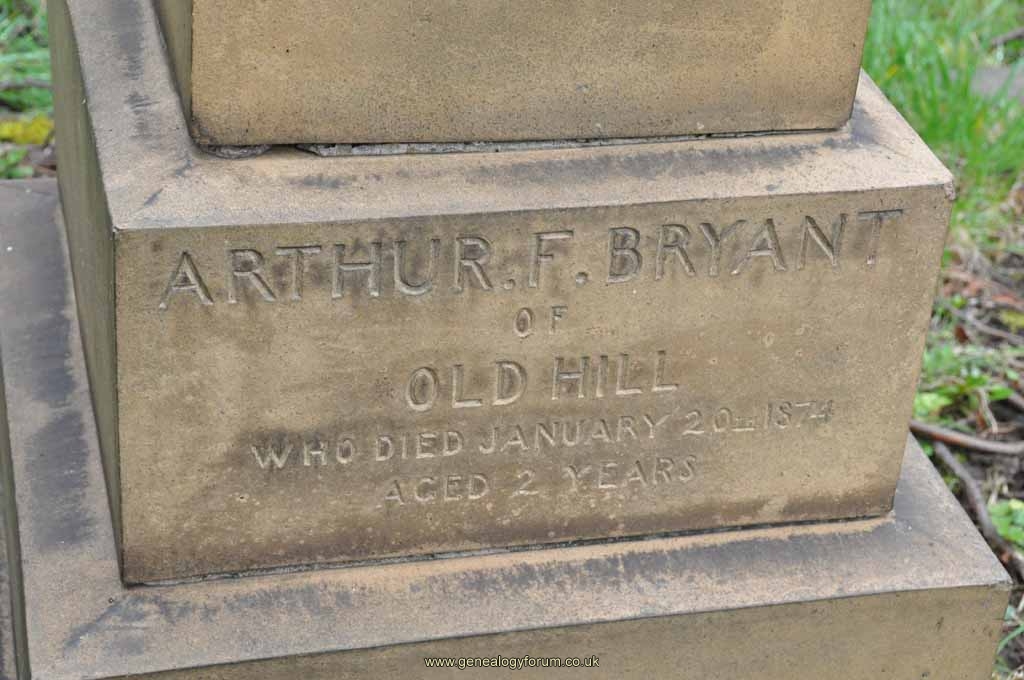 ARTHUR. F. BRYANT
OF
OLD HILL
WHO DIED JANUARY 20TH 1874
AGED 2 YEARS
www.genealogyforum.co.uk